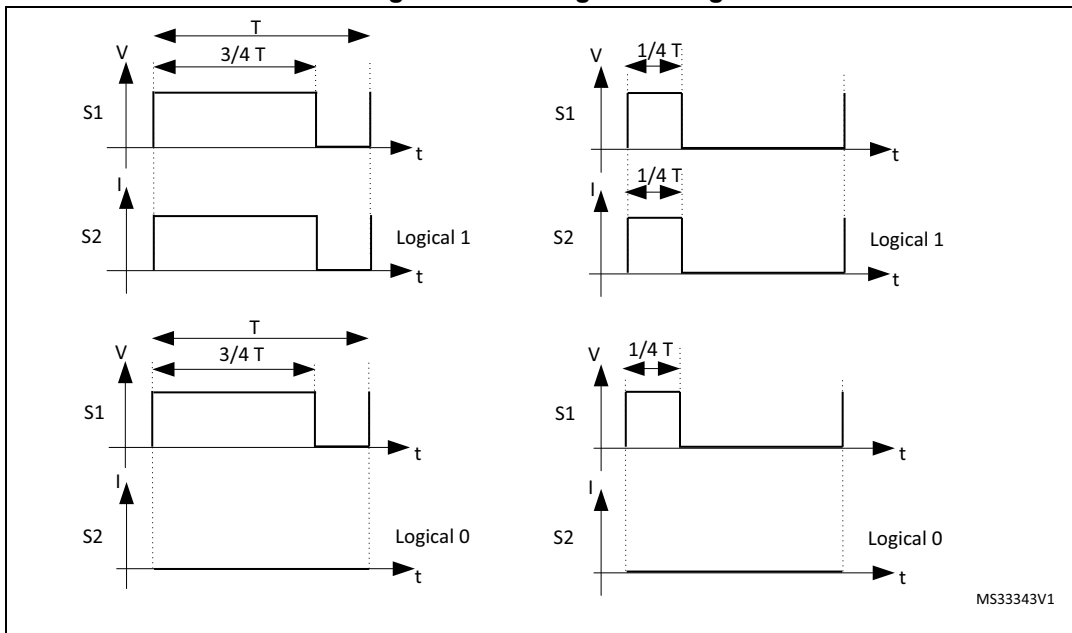 T
3/4 T
V
S1
t
I
S2
Logical 1
t
1/4 T
V
S1
t
1/4 T
I
S2
Logical 1
t
T
3/4 T
V
S1
t
I
S2
Logical 0
t
1/4 T
V
S1
t
I
S2
Logical 0
t
MS33343V1